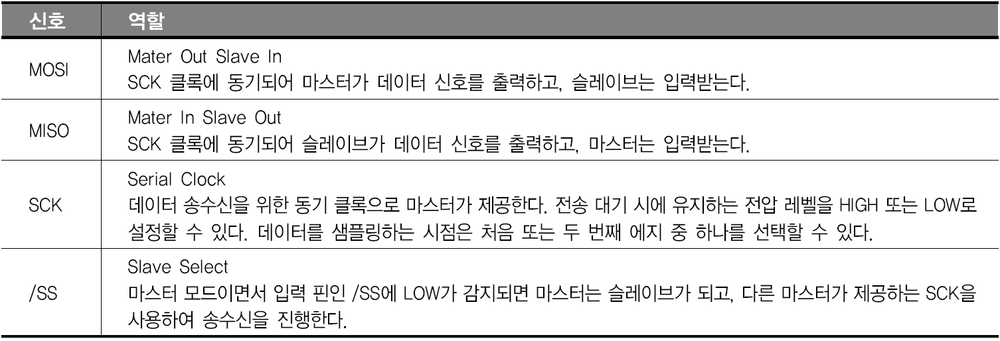 신호 역할
MOSI
Mater Out Slave In
SCK 클록에 동기되어 마스터가 데이터 신호를 출력하고, 슬레이브는 입력받는다.
MISO
Mater In Slave Out
SCK 클록에 동기되어 슬레이브가 데이터 신호를 출력하고, 마스터는 입력받는다.
SCK
Serial Clock
데이터 송수신을 위한 동기 클록으로 마스터가 제공한다. 전송 대기 시에 유지하는 전압 레벨을 HIGH 또는 LOW로
설정할 수 있다. 데이터를 샘플링하는 시점은 처음 또는 두 번째 에지 중 하나를 선택할 수 있다.
/SS
Slave Select
마스터 모드이면서 입력 핀인 /SS에 LOW가 감지되면 마스터는 슬레이브가 되고, 다른 마스터가 제공하는 SCK을
사용하여 송수신을 진행한다.